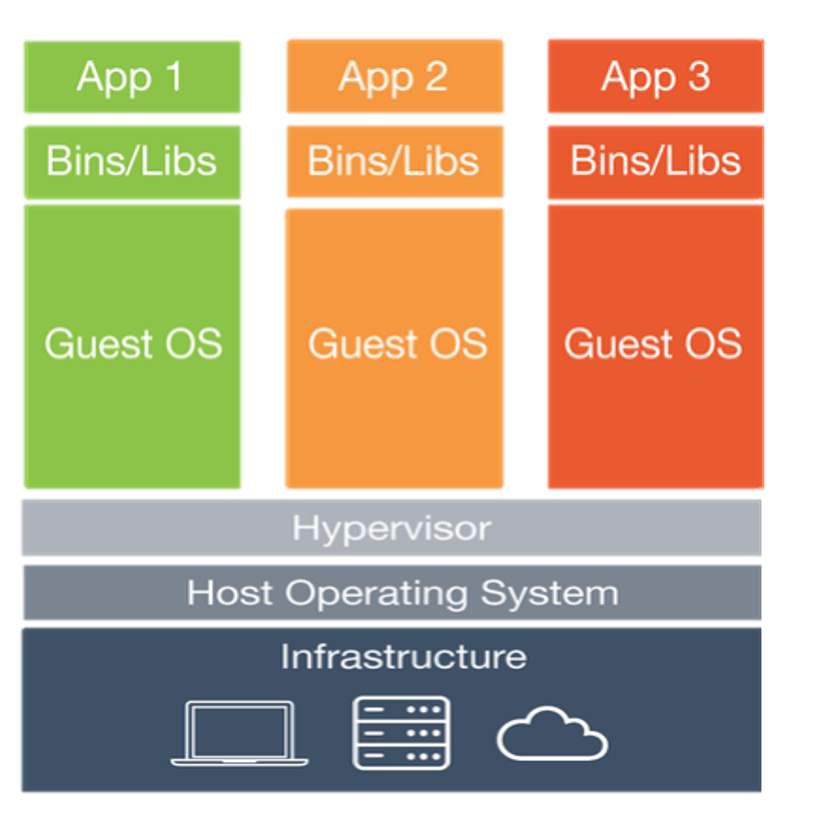 App 1
App 2
App 3
Bins/Libs
Bins/Libs
Bins/Libs
Guest OS
Guest OS
Guest OS
Hypervisor
Host Operating System
Infrastructure